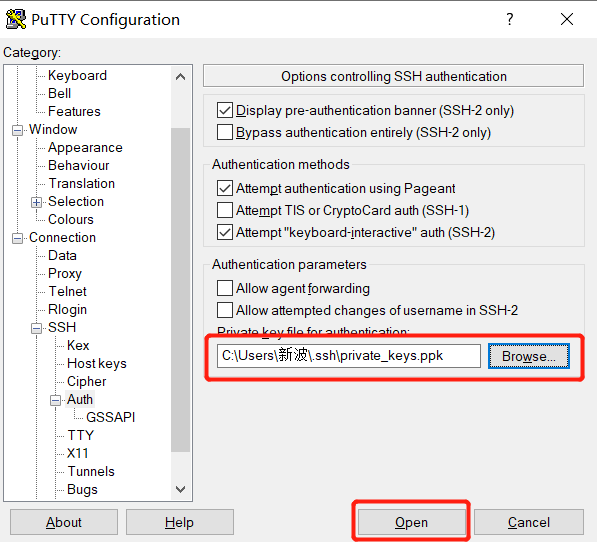 PuTTY Configuration
?
Category:
Keyboard
Bell
Features
Window
Appearance
Behaviour
Translation
Selection
Colours
Connection
Data
Proxy
Telnet
Rlogin
SSH
Kex
Host keys
Cipher
Auth
GSSAPI
TTY
X11
Tunnels
Bugs
Options controlling SSH authentication
Display pre-authentication banner (SSH-2 only)
Bypass authentication entirely (SSH-2 only)
Authentication methods
Attempt authentication using Pageant
Attempt TIS or CryptoCard auth (SSH-1)
Attempt "keyboard-interactive" auth (SSH-2)
Authentication parameters
Allow agent forwarding
Allow attempted changes of username in SSH-2
Private key file for authentication:
C:\Users\新波\.ssh\private_keys.ppk Browse...
About Help Open Cancel